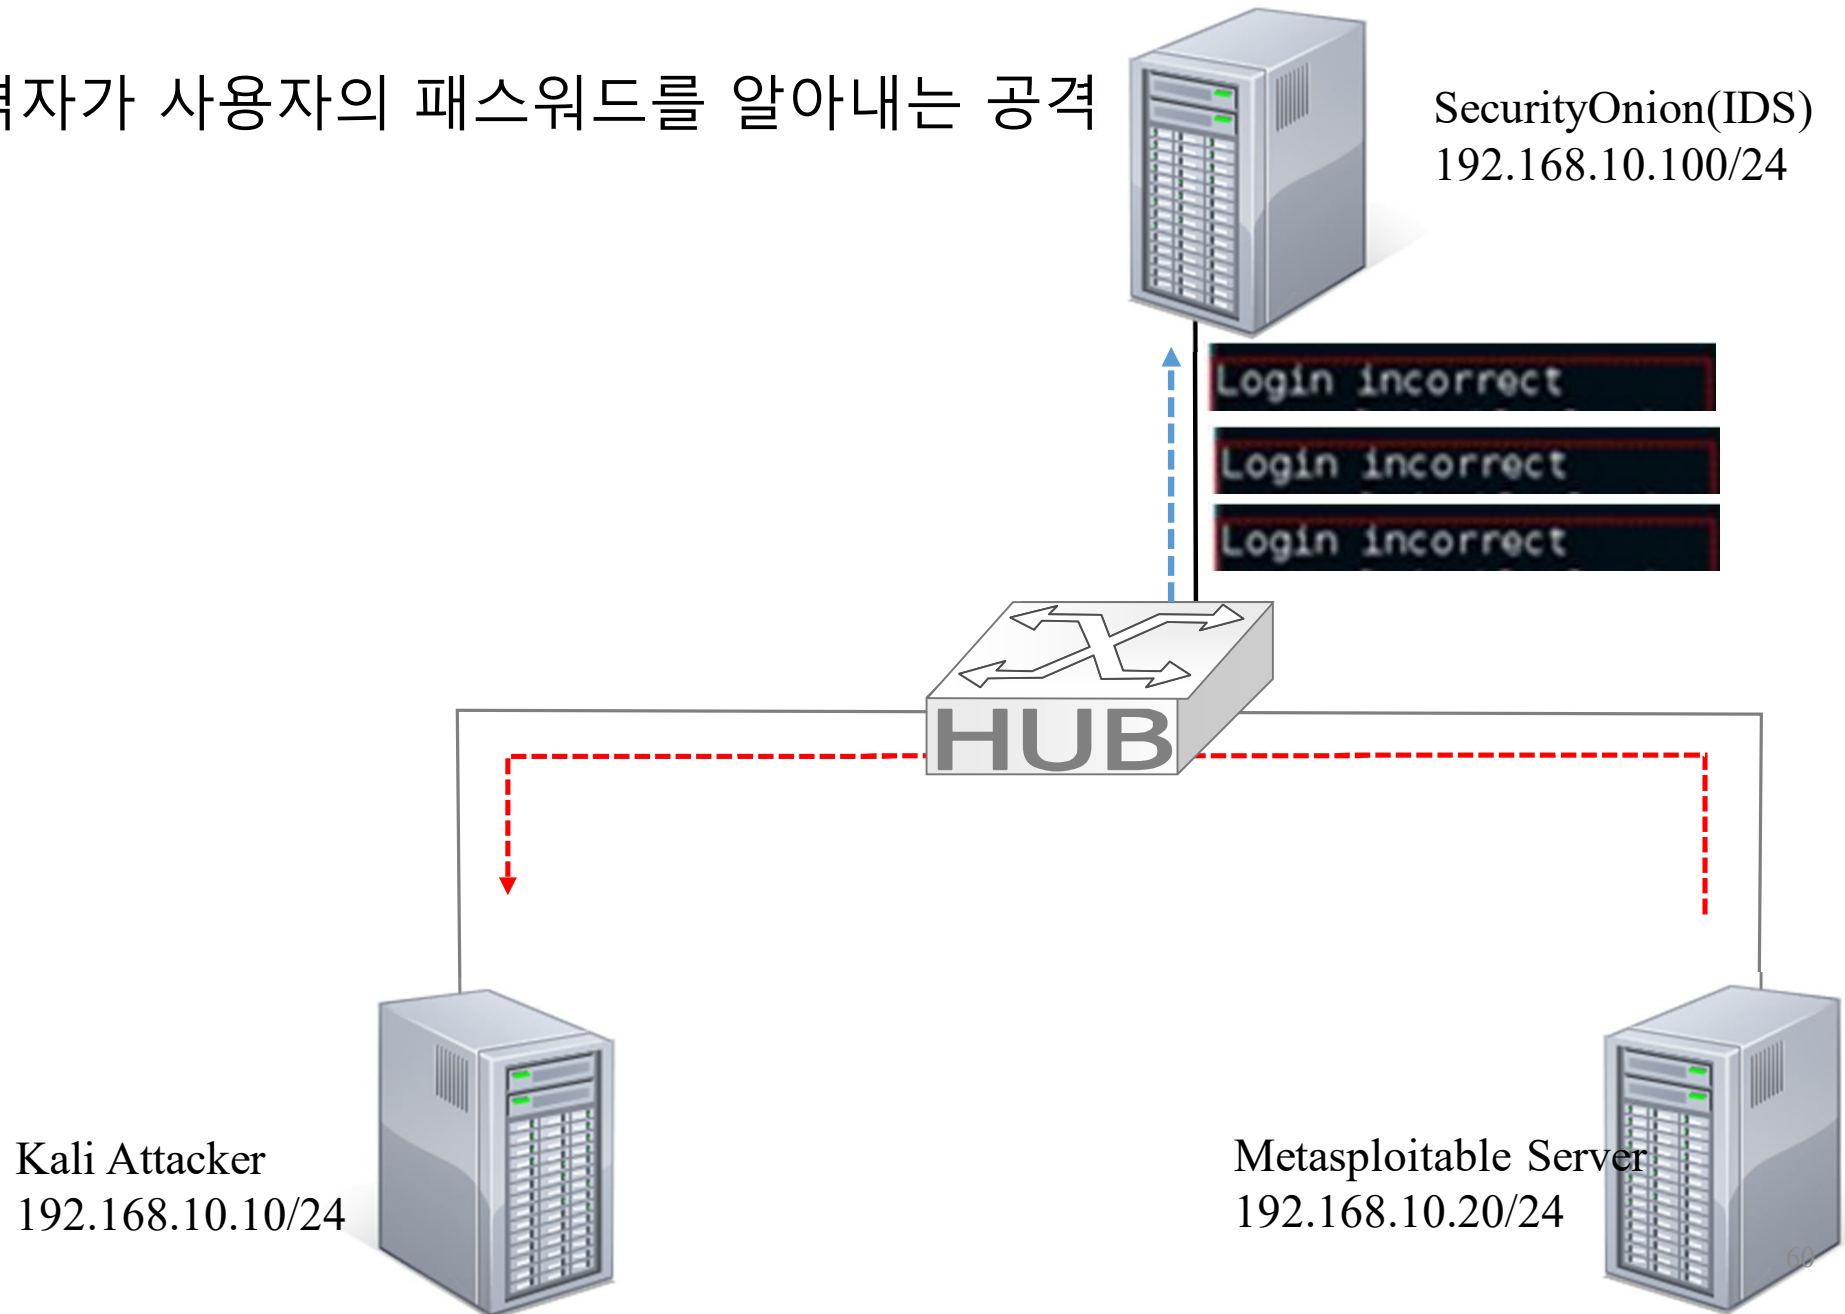 격자가 사용자의 패스워드를 알아내는 공격
SecurityOnion(IDS)
192.168.10.100/24
Login incorrect
Login incorrect
Login incorrect
HUB
Kali Attacker
192.168.10.10/24
Metasploitable Server
192.168.10.20/24
60